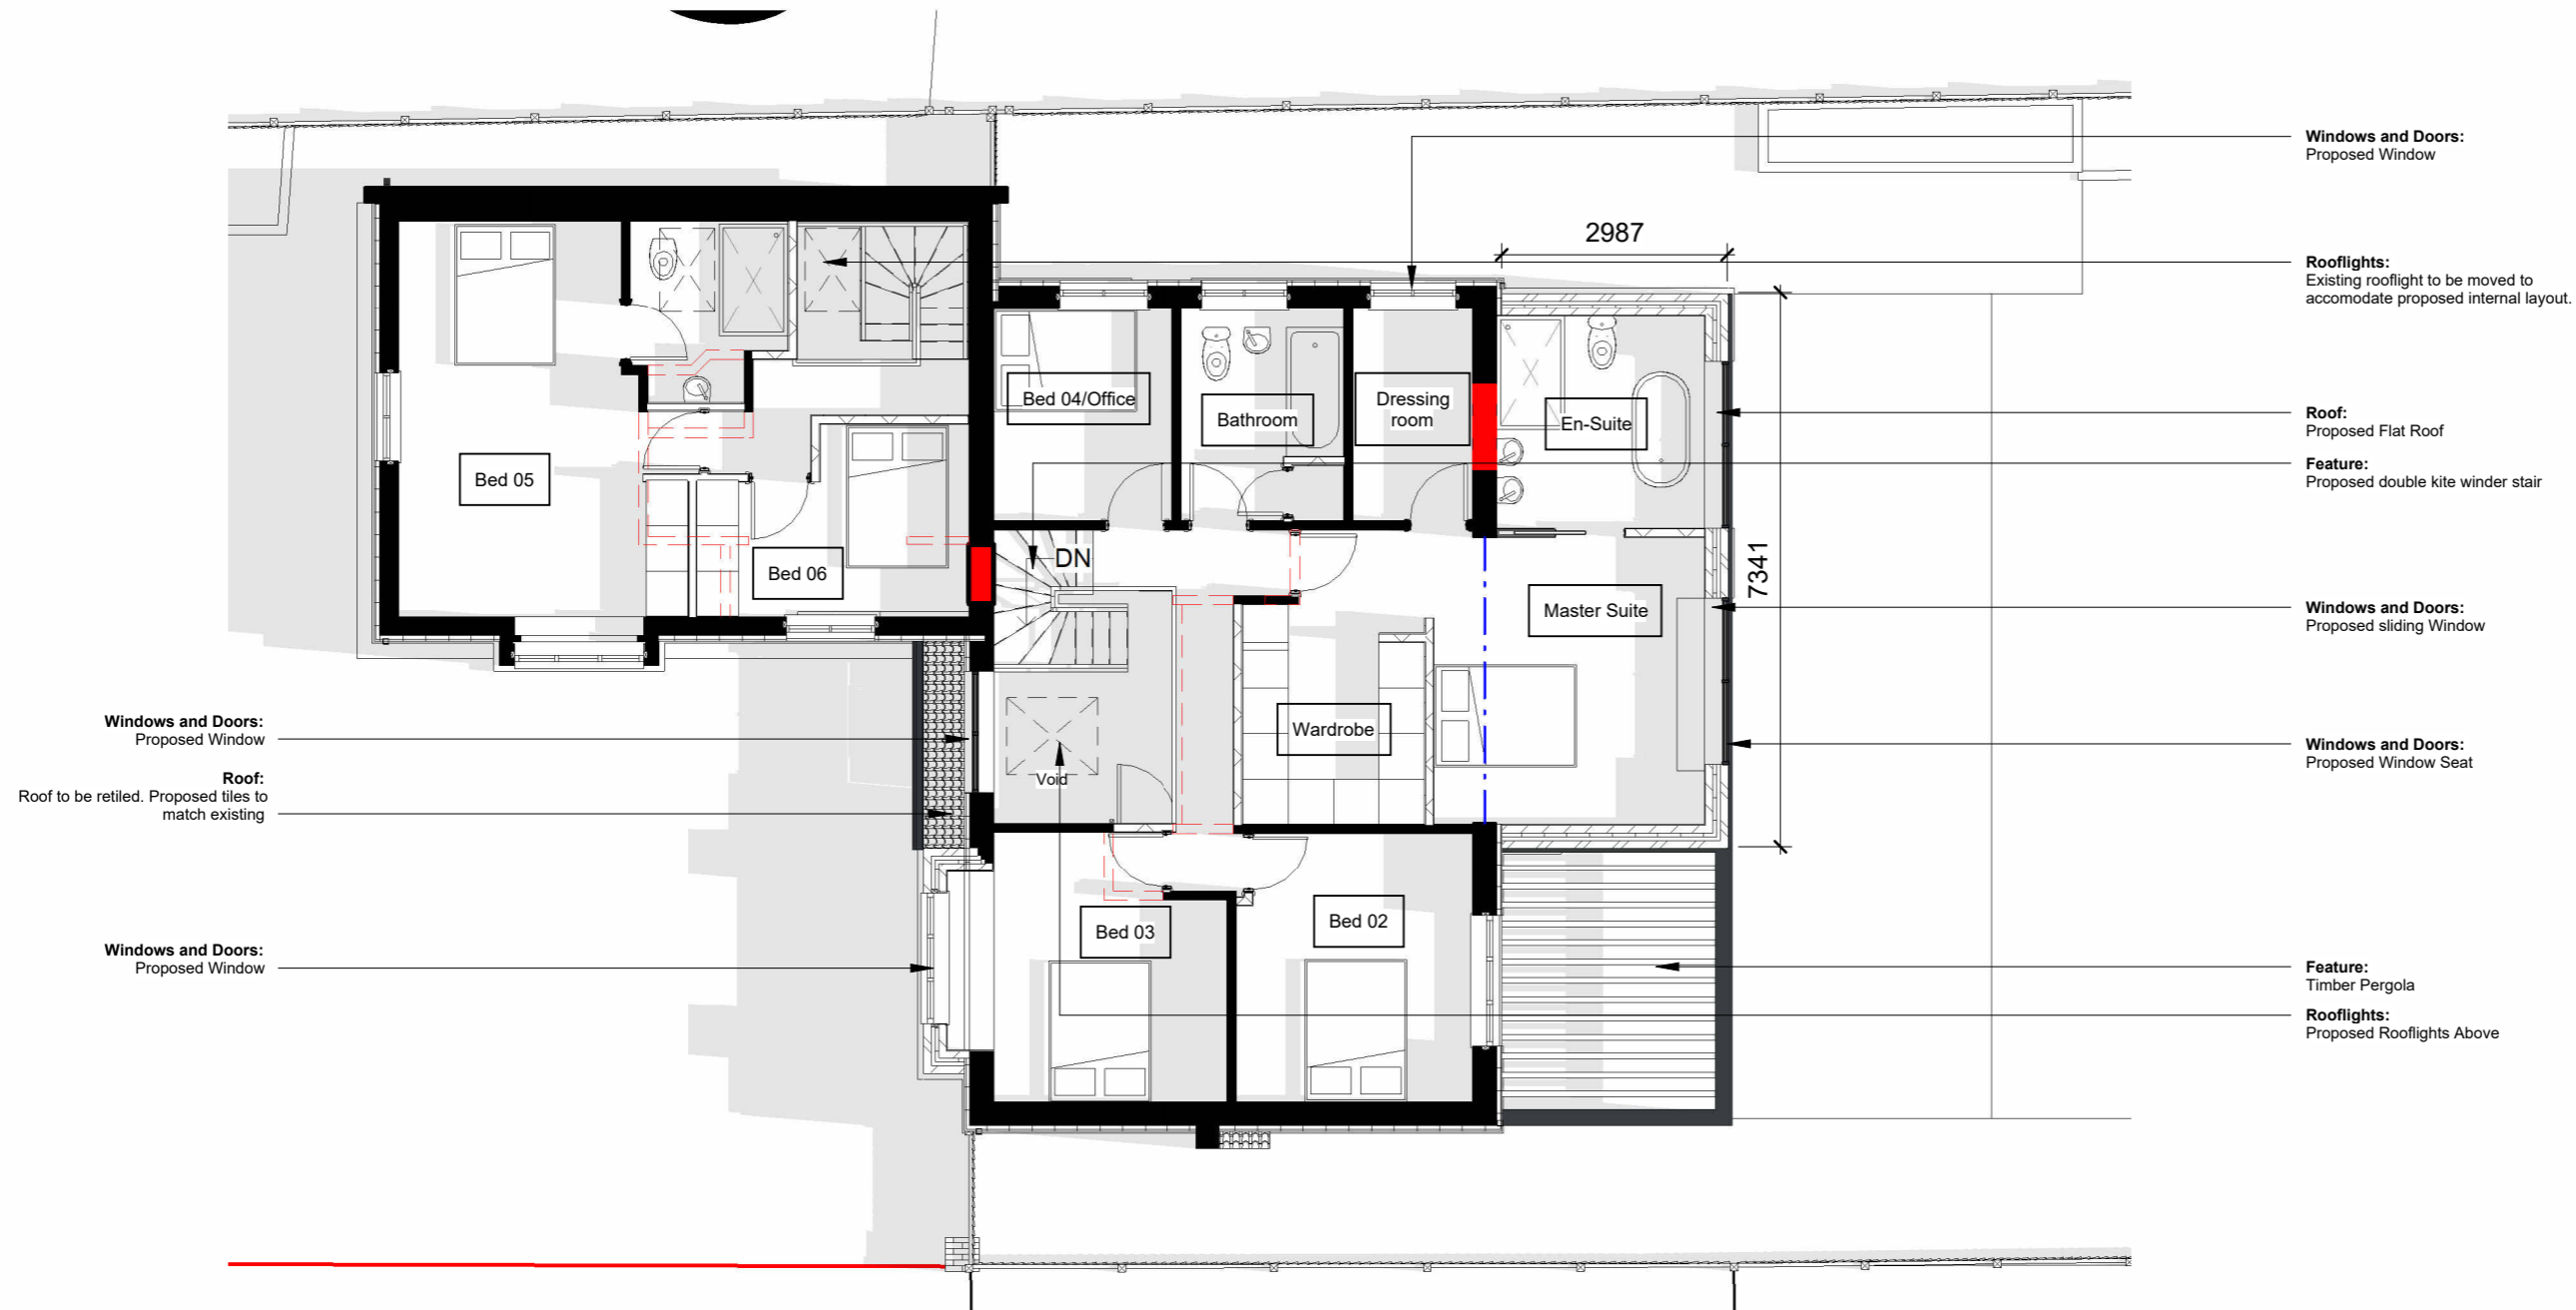 Windows and Doors:
Proposed Window
2987
Rooflights:
Existing rooflight to be moved to
accomodate proposed internal layout.
Bed 04/Office
Bathroom
Dressing
room
En-Suite
Roof:
Proposed Flat Roof
Feature:
Proposed double kite winder stair
Bed 05
Bed 06
DN
Master Suite
7341
Windows and Doors:
Proposed sliding Window
Windows and Doors:
Proposed Window
Wardrobe
Void
Windows and Doors:
Proposed Window Seat
Roof:
Roof to be retiled. Proposed tiles to
match existing
Bed 03
Bed 02
Windows and Doors:
Proposed Window
Feature:
Timber Pergola
Rooflights:
Proposed Rooflights Above